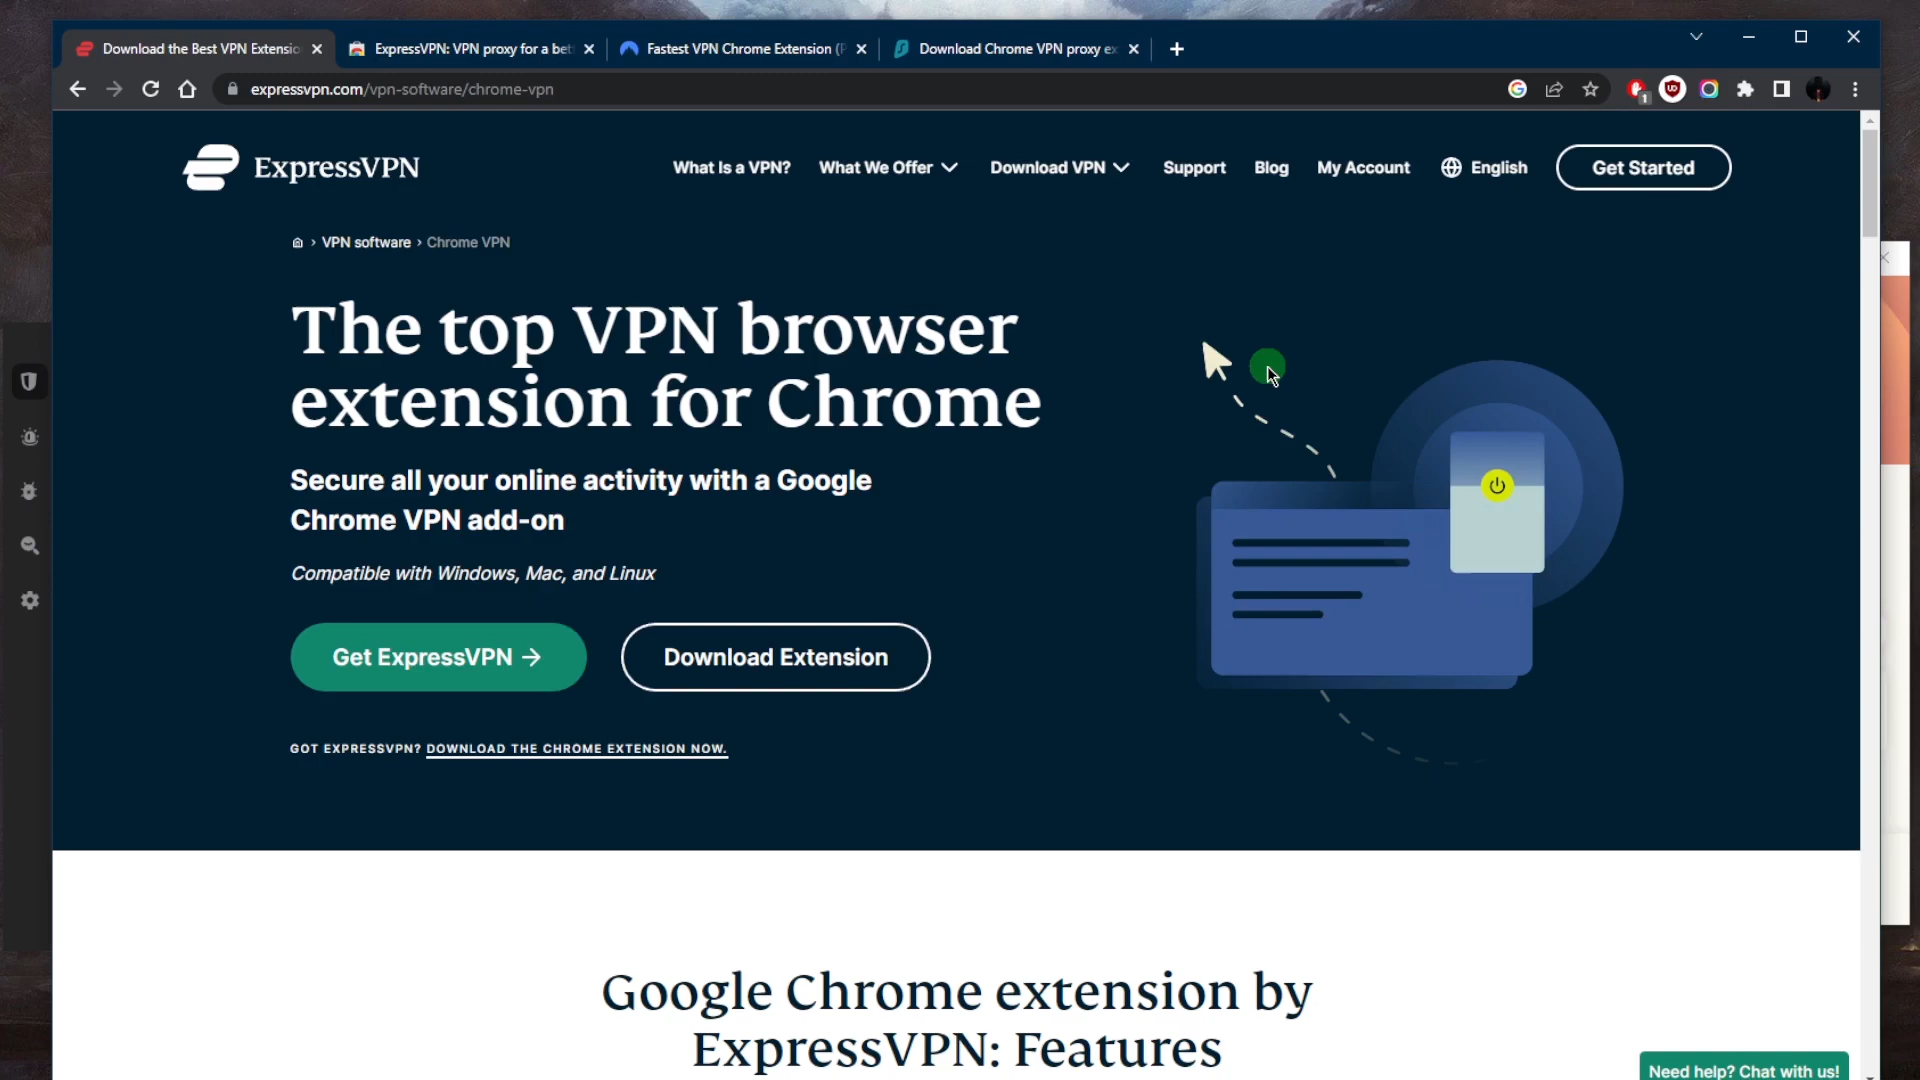 Download the Best VPN Extensio
ExpressVPN: VPN proxy for a bet
Fastest VPN Chrome Extension (F
Download Chrome VPN proxy ex
expressvpn.com/vpn-software/chrome-vpn
1
ExpressVPN
What Is a VPN?
What We Offer
Download VPN
Support
Blog
My Account
English
Get Started
VPN software › Chrome VPN
The top VPN browser
extension for Chrome
Secure all your online activity with a Google
Chrome VPN add-on
Compatible with Windows, Mac, and Linux
Get ExpressVPN →
Download Extension
GOT EXPRESSVPN? DOWNLOAD THE CHROME EXTENSION NOW.
Google Chrome extension by
ExpressVPN: Features
Need help? Chat with us!